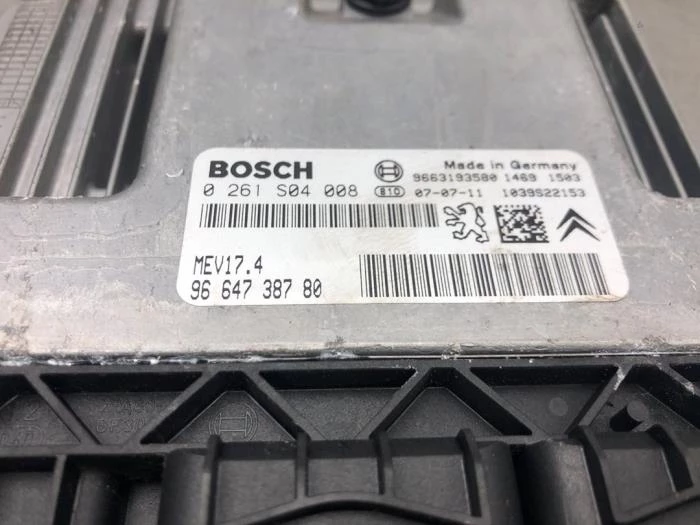 BOSCH
Made in Germany
9663193580 1469 1503
0 261 S04 008 810 07-07-11 1039S22153
MEV17.4
96 647 387 80